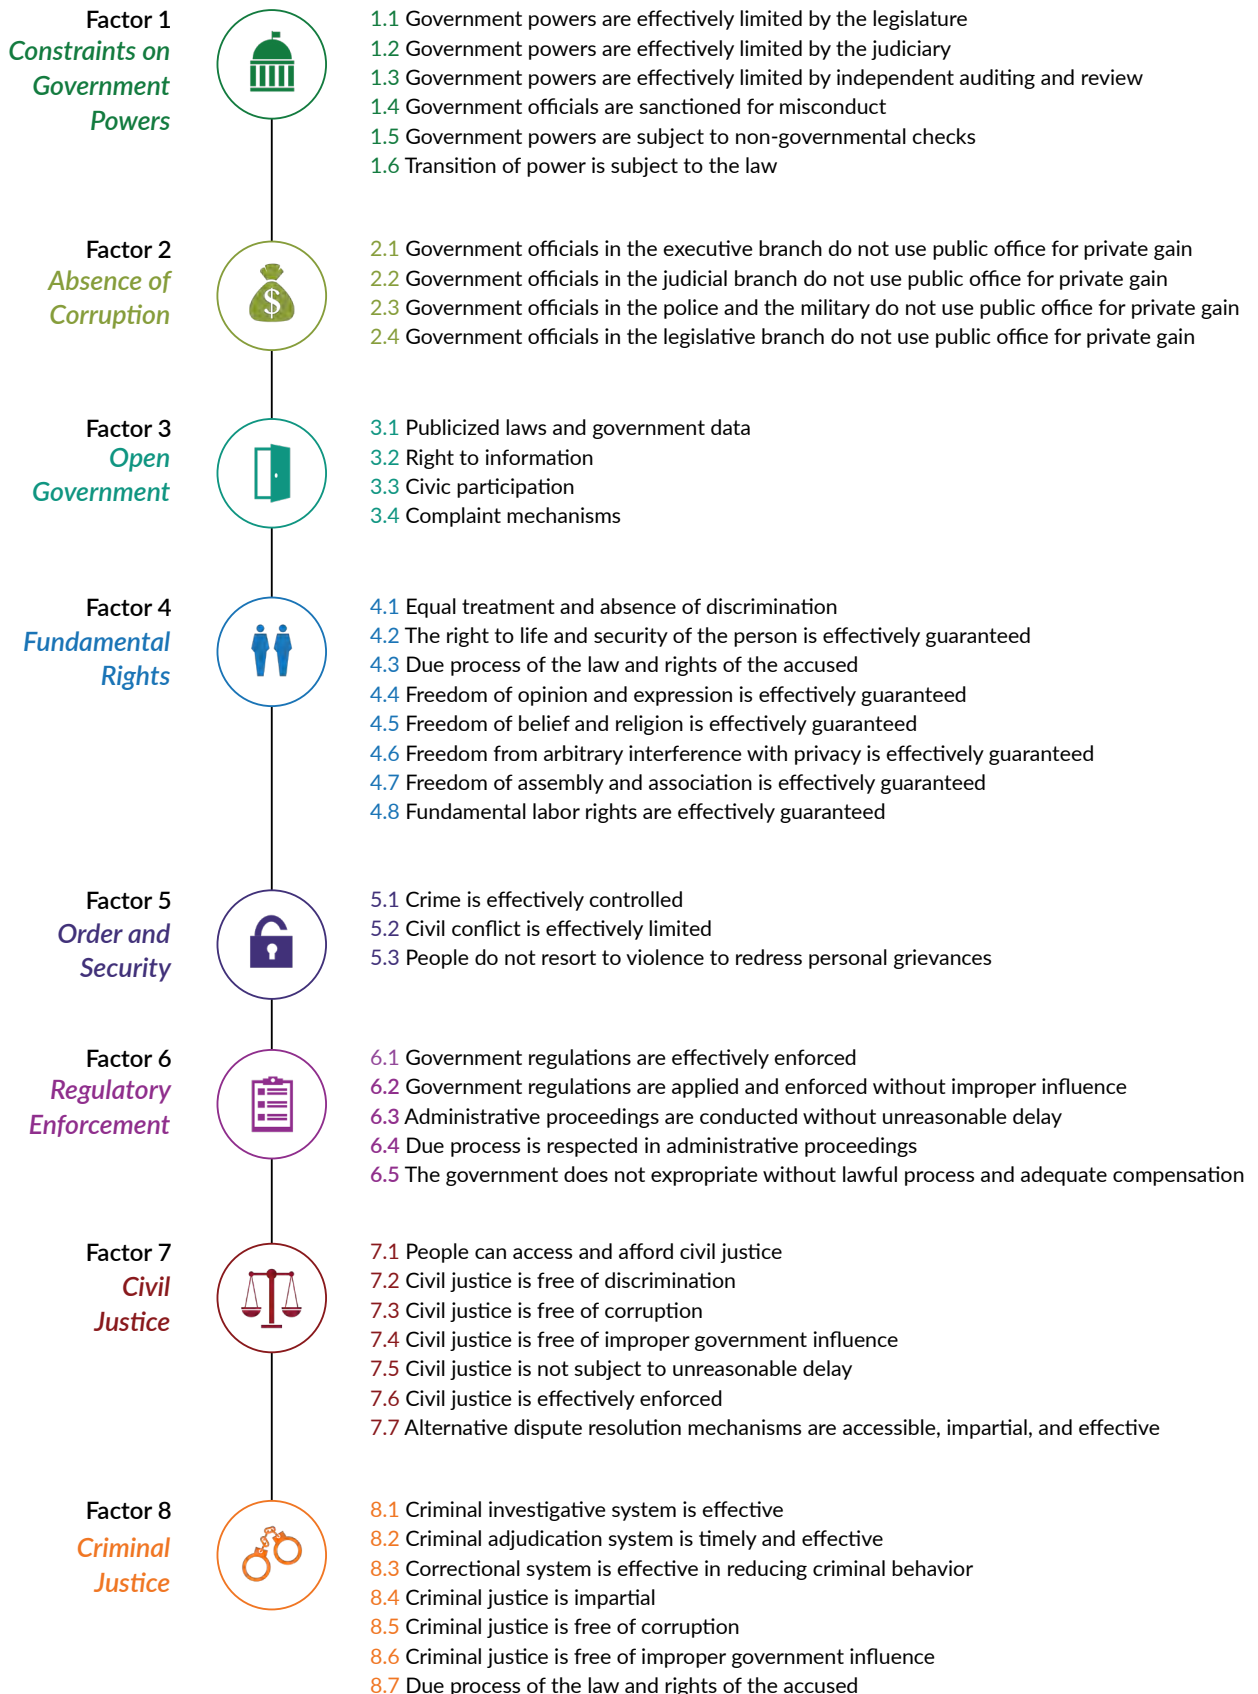 Factor 1
Constraints on
Government
Powers
1.1 Government powers are effectively limited by the legislature
1.2 Government powers are effectively limited by the judiciary
1.3 Government powers are effectively limited by independent auditing and review
1.4 Government officials are sanctioned for misconduct
1.5 Government powers are subject to non-governmental checks
1.6 Transition of power is subject to the law
Factor 2
Absence of
Corruption
$
2.1 Government officials in the executive branch do not use public office for private gain
2.2 Government officials in the judicial branch do not use public office for private gain
2.3 Government officials in the police and the military do not use public office for private gain
2.4 Government officials in the legislative branch do not use public office for private gain
Factor 3
Open
Government
3.1 Publicized laws and government data
3.2 Right to information
3.3 Civic participation
3.4 Complaint mechanisms
Factor 4
Fundamental
Rights
4.1 Equal treatment and absence of discrimination
4.2 The right to life and security of the person is effectively guaranteed
4.3 Due process of the law and rights of the accused
4.4 Freedom of opinion and expression is effectively guaranteed
4.5 Freedom of belief and religion is effectively guaranteed
4.6 Freedom from arbitrary interference with privacy is effectively guaranteed
4.7 Freedom of assembly and association is effectively guaranteed
4.8 Fundamental labor rights are effectively guaranteed
Factor 5
Order and
Security
5.1 Crime is effectively controlled
5.2 Civil conflict is effectively limited
5.3 People do not resort to violence to redress personal grievances
Factor 6
Regulatory
Enforcement
6.1 Government regulations are effectively enforced
6.2 Government regulations are applied and enforced without improper influence
6.3 Administrative proceedings are conducted without unreasonable delay
6.4 Due process is respected in administrative proceedings
6.5 The government does not expropriate without lawful process and adequate compensation
Factor 7
Civil
Justice
7.1 People can access and afford civil justice
7.2 Civil justice is free of discrimination
7.3 Civil justice is free of corruption
7.4 Civil justice is free of improper government influence
7.5 Civil justice is not subject to unreasonable delay
7.6 Civil justice is effectively enforced
7.7 Alternative dispute resolution mechanisms are accessible, impartial, and effective
Factor 8
Criminal
Justice
8.1 Criminal investigative system is effective
8.2 Criminal adjudication system is timely and effective
8.3 Correctional system is effective in reducing criminal behavior
8.4 Criminal justice is impartial
8.5 Criminal justice is free of corruption
8.6 Criminal justice is free of improper government influence
8.7 Due process of the law and rights of the accused